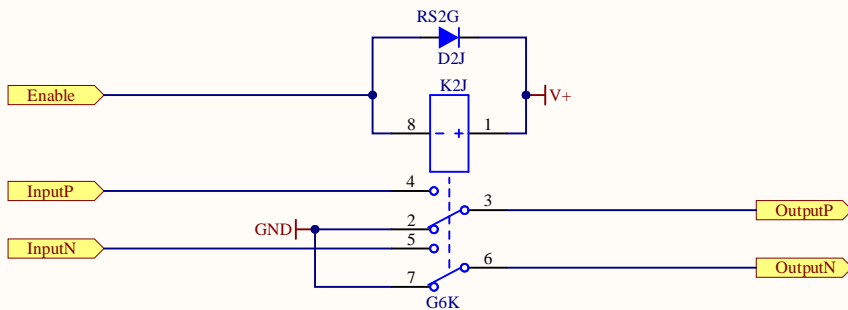 RS2G
D2J
K2J
Enable
V+
8
- +
1
4
InputP
3
OutputP
2
GND
5
InputN
6
OutputN
7
G6K